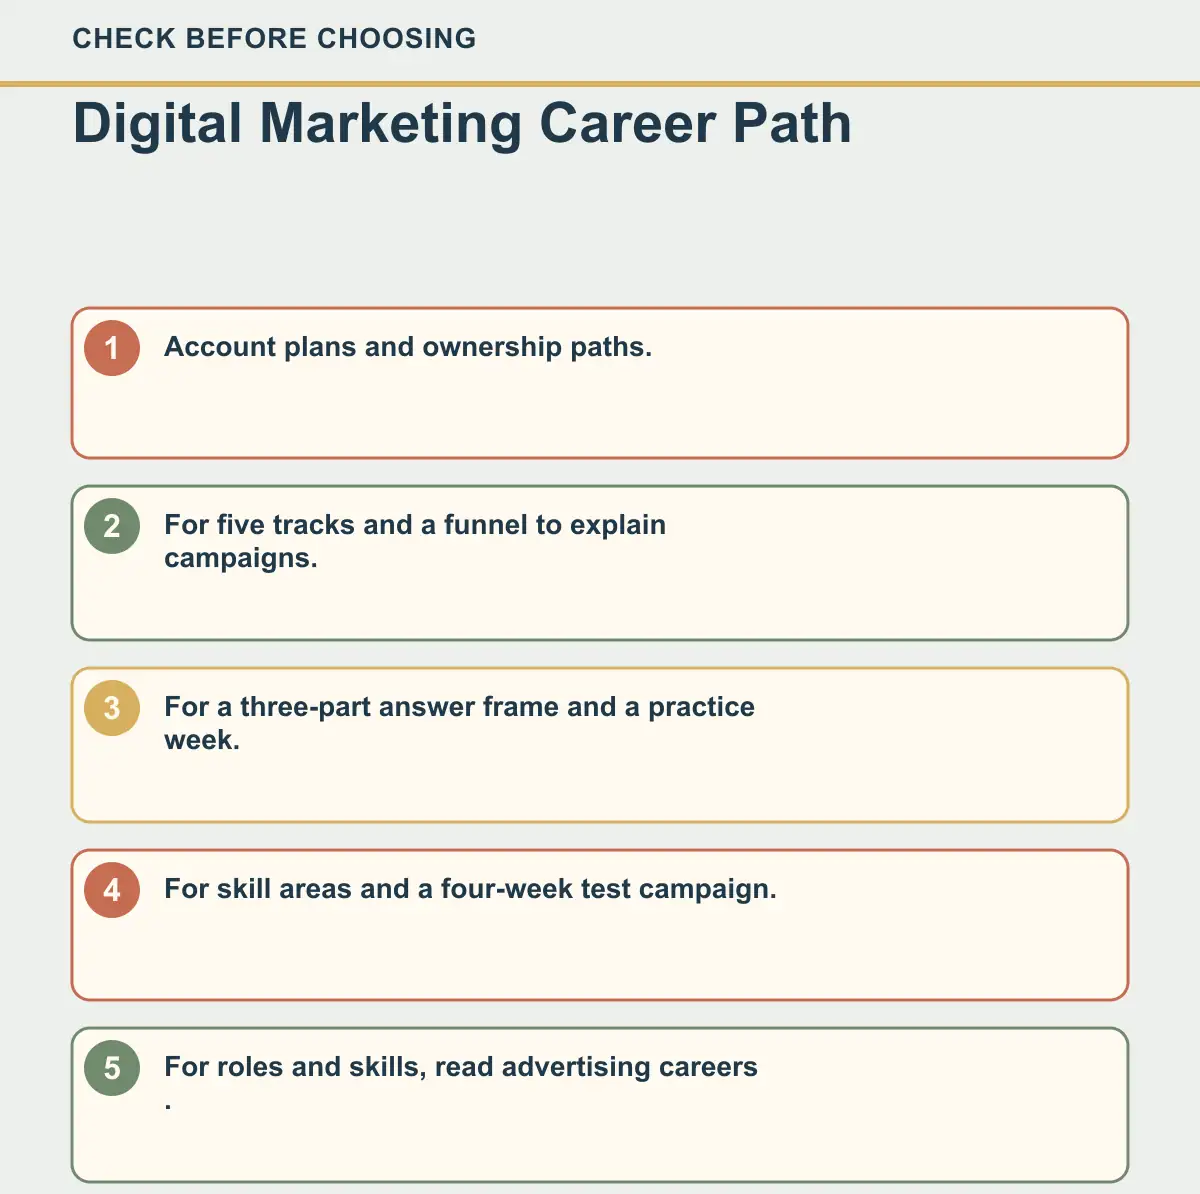 CHECK BEFORE CHOOSING
Digital Marketing Career Path
1
Account plans and ownership paths.
2
For five tracks and a funnel to explain
campaigns.
3
For a three-part answer frame and a practice
week.
4
For skill areas and a four-week test campaign.
5
For roles and skills, read advertising careers
.